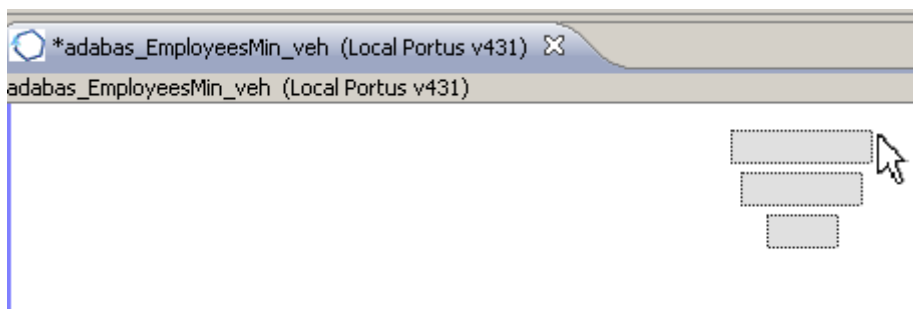 *adabas_EmployeesMin_veh (Local Portus v431)
adabas_EmployeesMin_veh (Local Portus v431)